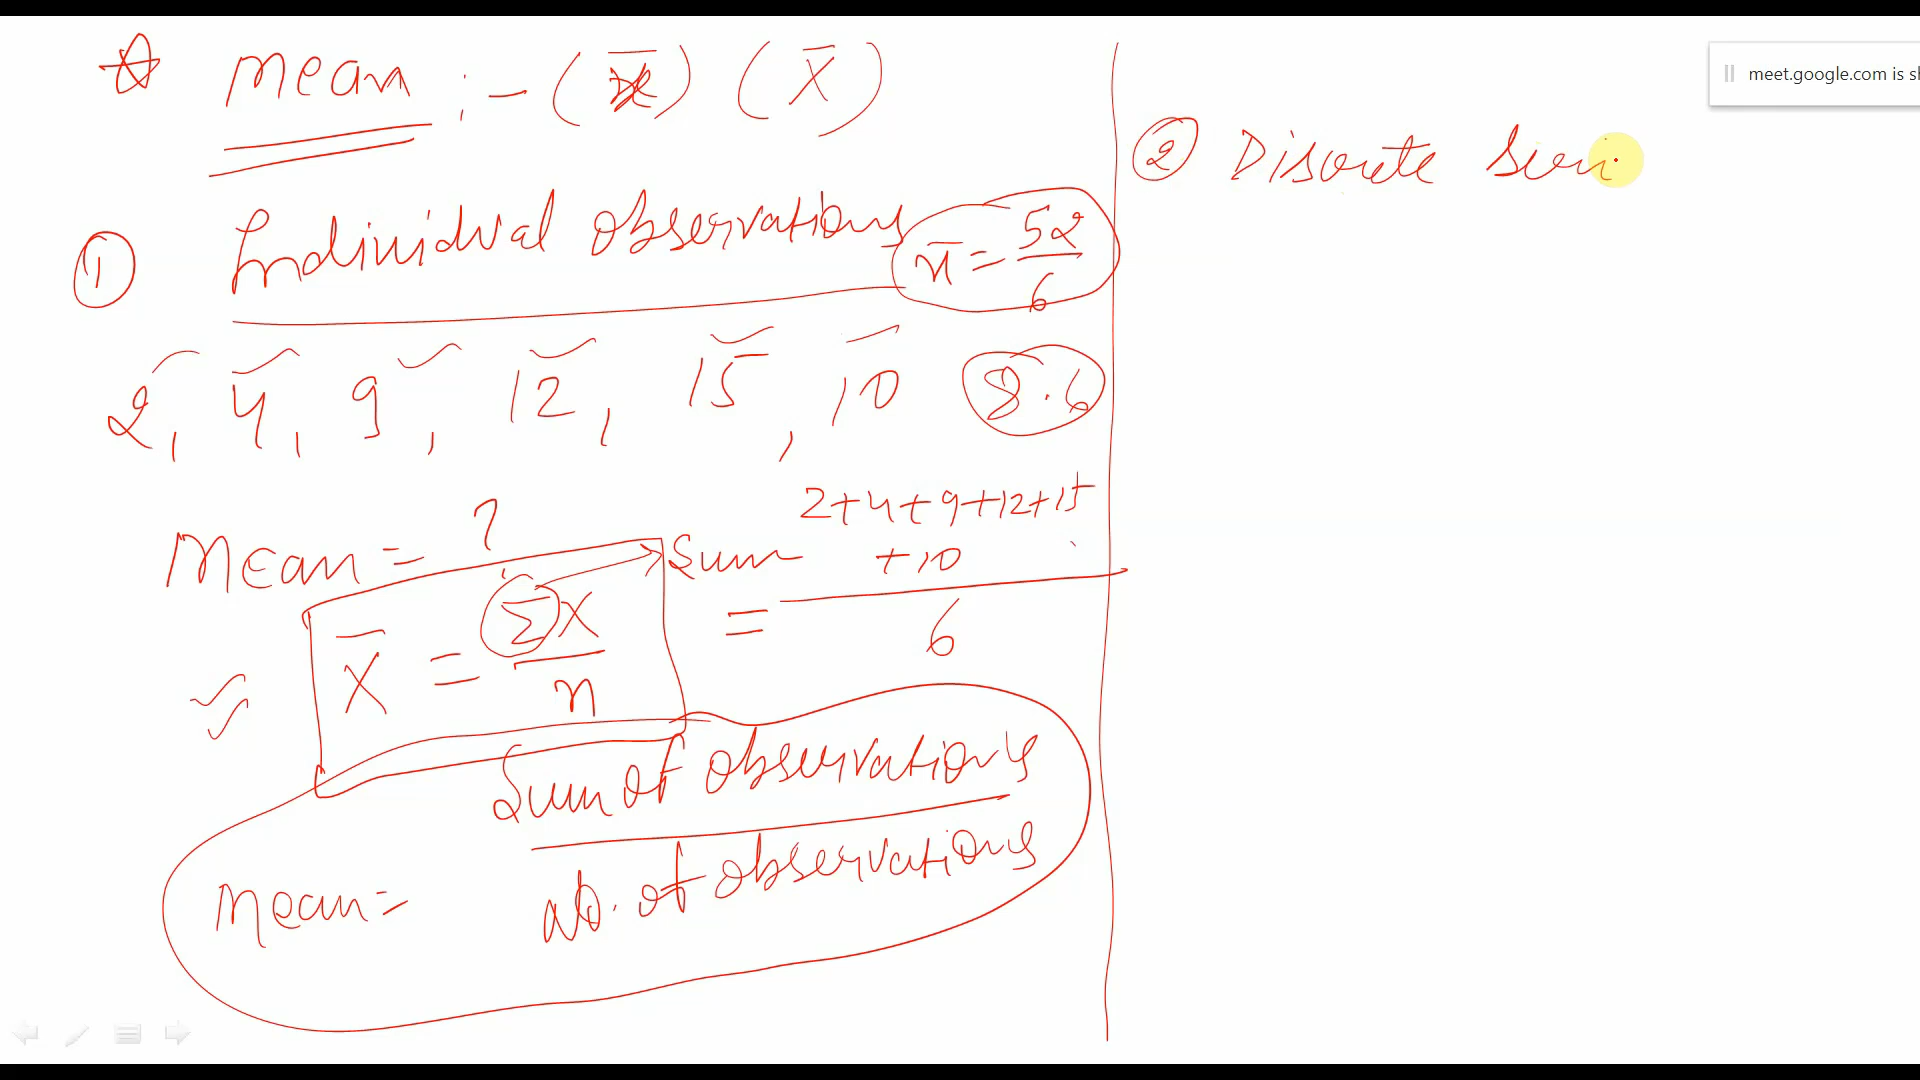 ☆ Mean :- (x̄) (X̄)
① Individual observations
x̄ = 52/6
2, 4, 9, 12, 15, 10
8.6
Mean = ?
X̄ = ΣX/n
Sum
= 2+4+9+12+15+10 / 6
Mean = Sum of observations / No. of observations
② Discrete Seri
meet.google.com is sh